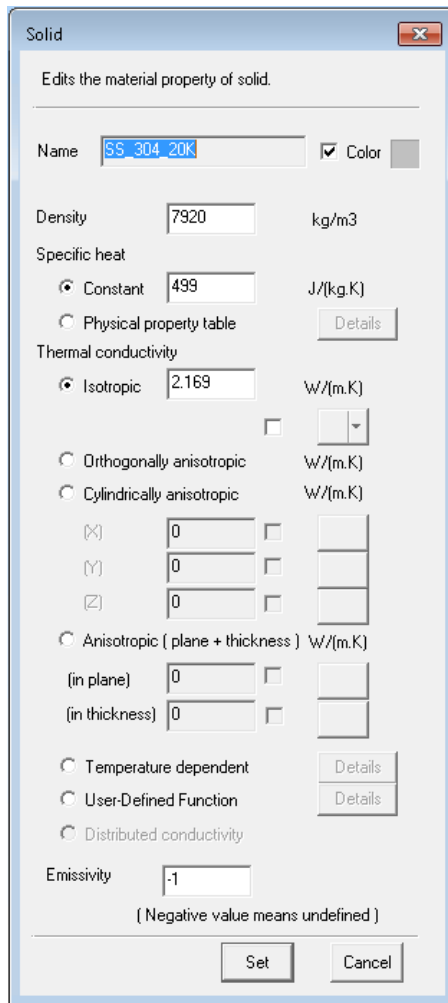 Solid
Edits the material property of solid.
Name SS_304_20K Color
Density 7920 kg/m3
Specific heat
Constant 499 J/(kg.K)
Physical property table Details
Thermal conductivity
Isotropic 2.169 W/(m.K)
Orthogonally anisotropic W/(m.K)
Cylindrically anisotropic W/(m.K)
(X) 0
(Y) 0
(Z) 0
Anisotropic ( plane + thickness ) W/(m.K)
(in plane) 0
(in thickness) 0
Temperature dependent Details
User-Defined Function Details
Distributed conductivity
Emissivity -1
( Negative value means undefined )
Set Cancel